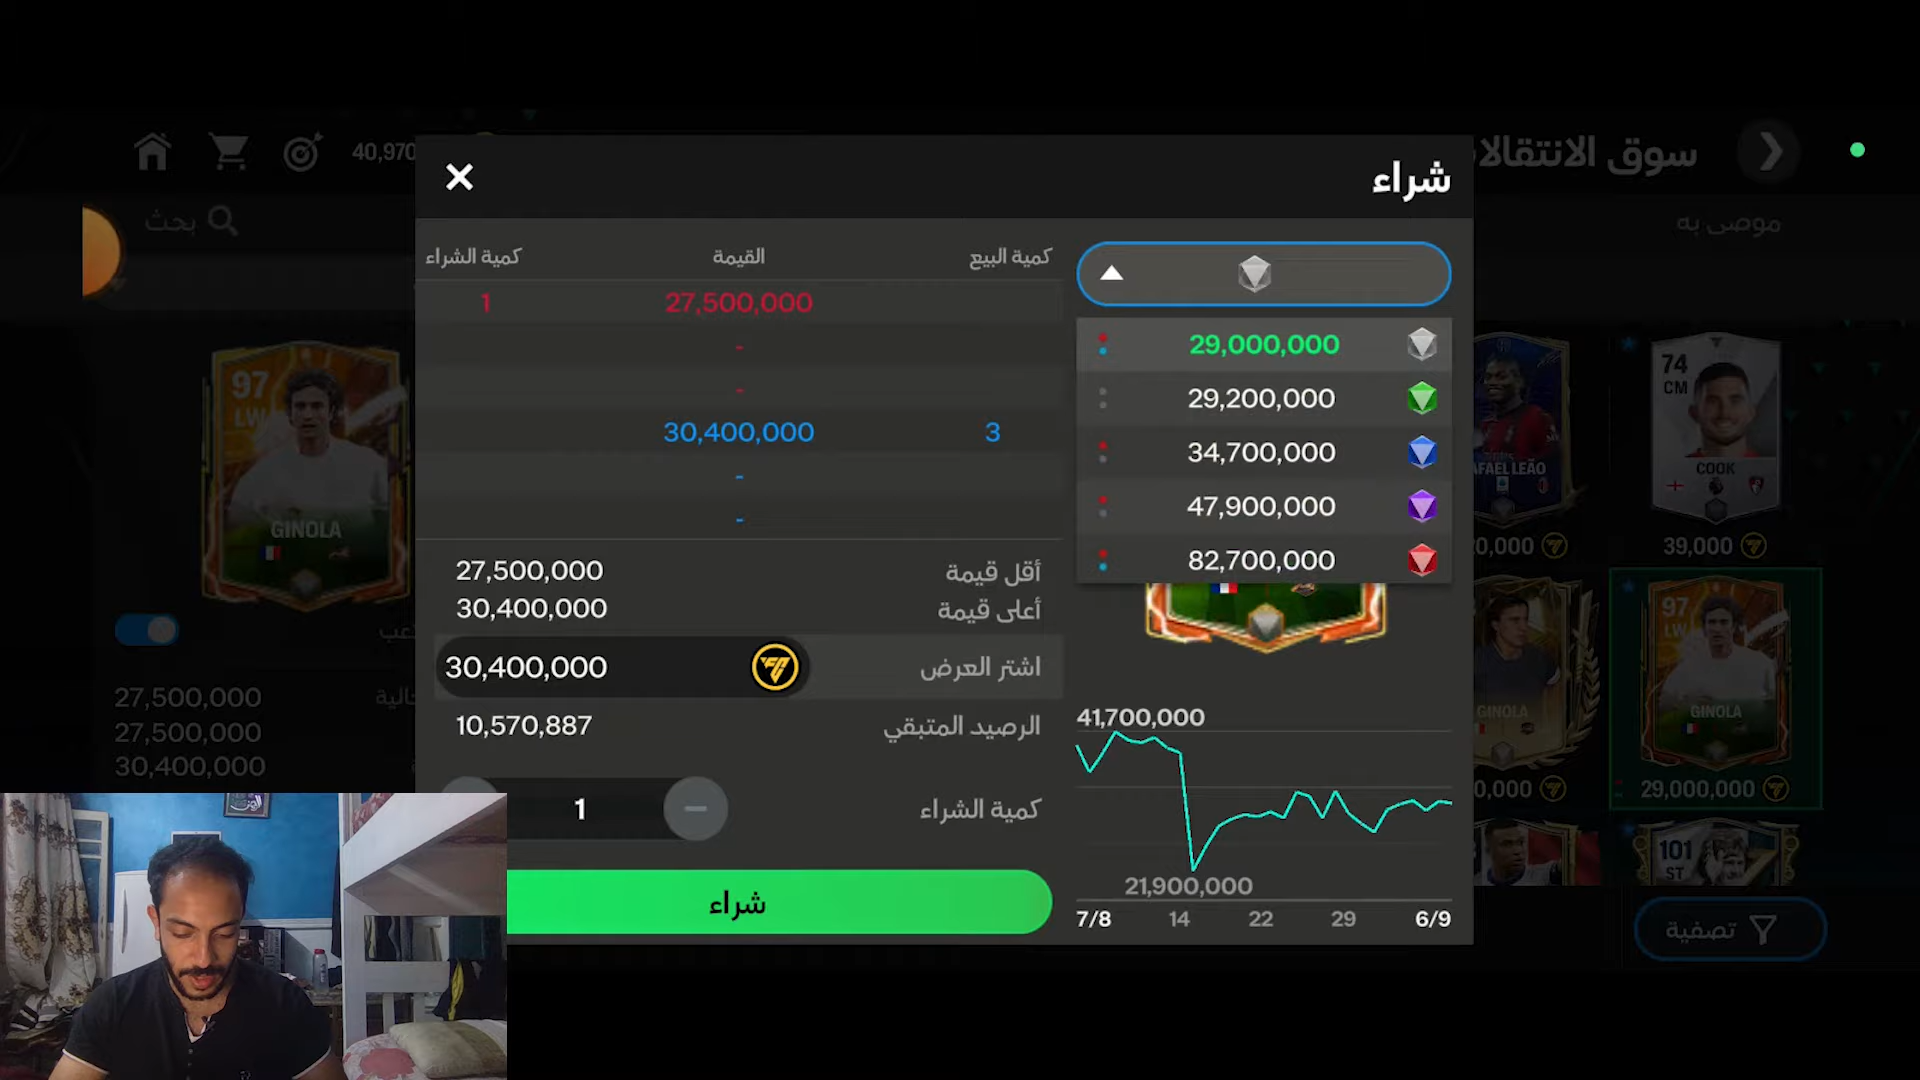 40,970
سوق الانتقالات
شراء
بحث
موصى به
كمية الشراء
القيمة
كمية البيع
1
27,500,000
-
-
30,400,000
3
-
-
29,000,000
29,200,000
34,700,000
47,900,000
82,700,000
أقل قيمة
27,500,000
أعلى قيمة
30,400,000
اشتر العرض
30,400,000
الرصيد المتبقي
10,570,887
كمية الشراء
1
شراء
41,700,000
21,900,000
7/8
14
22
29
6/9
97
LW
GINOLA
27,500,000
27,500,000
30,400,000
74
CM
COOK
39,000
GINOLA
97
LW
GINOLA
29,000,000
101
ST
تصفية